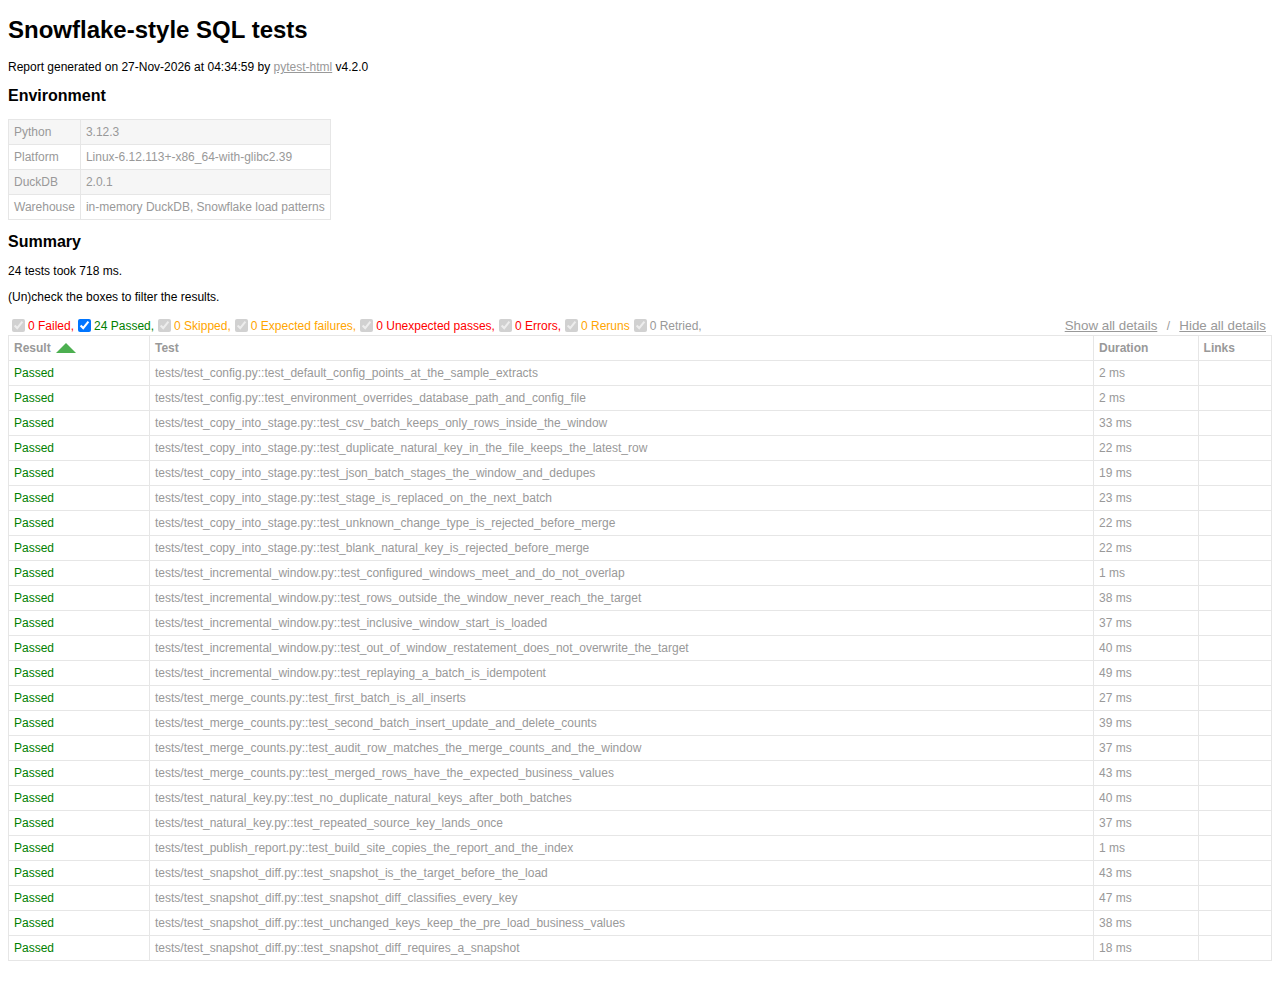 Snowflake-style SQL tests
Report generated on 27-Nov-2026 at 04:34:59 by pytest-html v4.2.0
Environment
Python 3.12.3
Platform Linux-6.12.113+-x86_64-with-glibc2.39
DuckDB 2.0.1
Warehouse in-memory DuckDB, Snowflake load patterns
Summary
24 tests took 718 ms.
(Un)check the boxes to filter the results.
0 Failed, 24 Passed, 0 Skipped, 0 Expected failures, 0 Unexpected passes, 0 Errors, 0 Reruns 0 Retried, Show all details / Hide all details
Result Test Duration Links
Passed tests/test_config.py::test_default_config_points_at_the_sample_extracts 2 ms
Passed tests/test_config.py::test_environment_overrides_database_path_and_config_file 2 ms
Passed tests/test_copy_into_stage.py::test_csv_batch_keeps_only_rows_inside_the_window 33 ms
Passed tests/test_copy_into_stage.py::test_duplicate_natural_key_in_the_file_keeps_the_latest_row 22 ms
Passed tests/test_copy_into_stage.py::test_json_batch_stages_the_window_and_dedupes 19 ms
Passed tests/test_copy_into_stage.py::test_stage_is_replaced_on_the_next_batch 23 ms
Passed tests/test_copy_into_stage.py::test_unknown_change_type_is_rejected_before_merge 22 ms
Passed tests/test_copy_into_stage.py::test_blank_natural_key_is_rejected_before_merge 22 ms
Passed tests/test_incremental_window.py::test_configured_windows_meet_and_do_not_overlap 1 ms
Passed tests/test_incremental_window.py::test_rows_outside_the_window_never_reach_the_target 38 ms
Passed tests/test_incremental_window.py::test_inclusive_window_start_is_loaded 37 ms
Passed tests/test_incremental_window.py::test_out_of_window_restatement_does_not_overwrite_the_target 40 ms
Passed tests/test_incremental_window.py::test_replaying_a_batch_is_idempotent 49 ms
Passed tests/test_merge_counts.py::test_first_batch_is_all_inserts 27 ms
Passed tests/test_merge_counts.py::test_second_batch_insert_update_and_delete_counts 39 ms
Passed tests/test_merge_counts.py::test_audit_row_matches_the_merge_counts_and_the_window 37 ms
Passed tests/test_merge_counts.py::test_merged_rows_have_the_expected_business_values 43 ms
Passed tests/test_natural_key.py::test_no_duplicate_natural_keys_after_both_batches 40 ms
Passed tests/test_natural_key.py::test_repeated_source_key_lands_once 37 ms
Passed tests/test_publish_report.py::test_build_site_copies_the_report_and_the_index 1 ms
Passed tests/test_snapshot_diff.py::test_snapshot_is_the_target_before_the_load 43 ms
Passed tests/test_snapshot_diff.py::test_snapshot_diff_classifies_every_key 47 ms
Passed tests/test_snapshot_diff.py::test_unchanged_keys_keep_the_pre_load_business_values 38 ms
Passed tests/test_snapshot_diff.py::test_snapshot_diff_requires_a_snapshot 18 ms